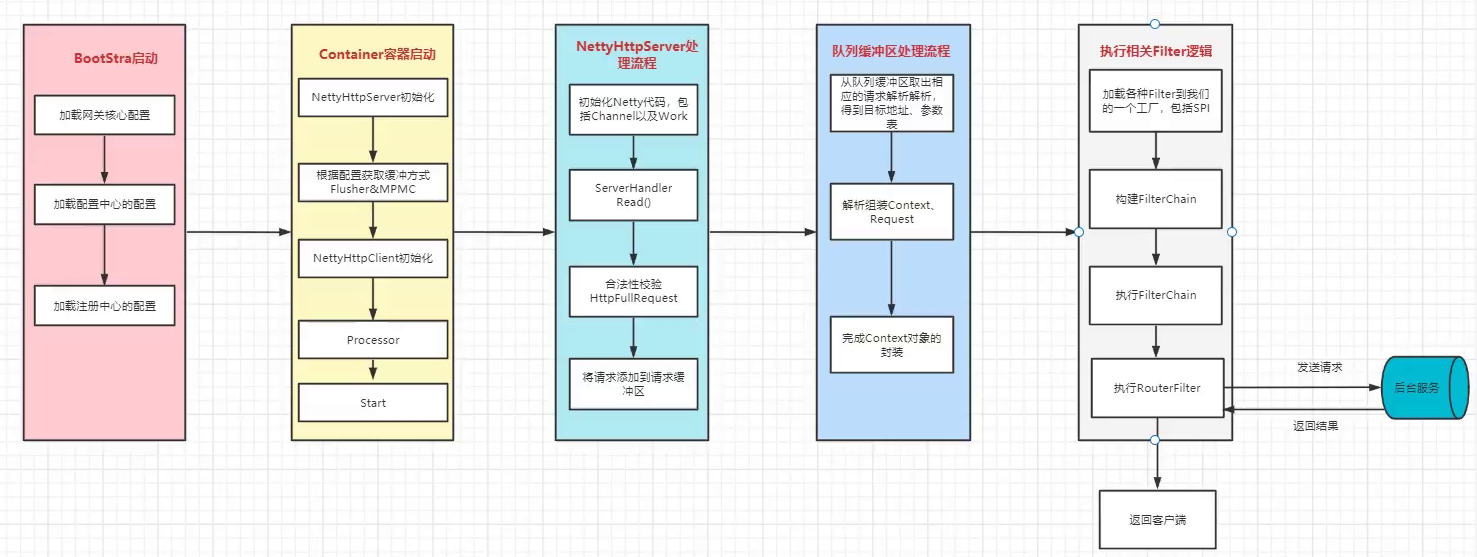 BootStra启动
加载网关核心配置
加载配置中心的配置
加载注册中心的配置
Container容器启动
NettyHttpServer初始化
根据配置获取缓冲方式
Flusher&MPMC
NettyHttpClient初始化
Processor
Start
NettyHttpServer处
理流程
初始化Netty代码，包
括Channel以及Work
ServerHandler
Read()
合法性校验
HttpFullRequest
将请求添加到请求缓
冲区
队列缓冲区处理流程
从队列缓冲区取出相
应的请求解析解析，
得到目标地址、参数
表
解析组装Context、
Request
完成Context对象的
封装
执行相关Filter逻辑
加载各种Filter到我们
的一个工厂，包括SPI
构建FilterChain
执行FilterChain
执行RouterFilter
发送请求
后台服务
返回结果
返回客户端